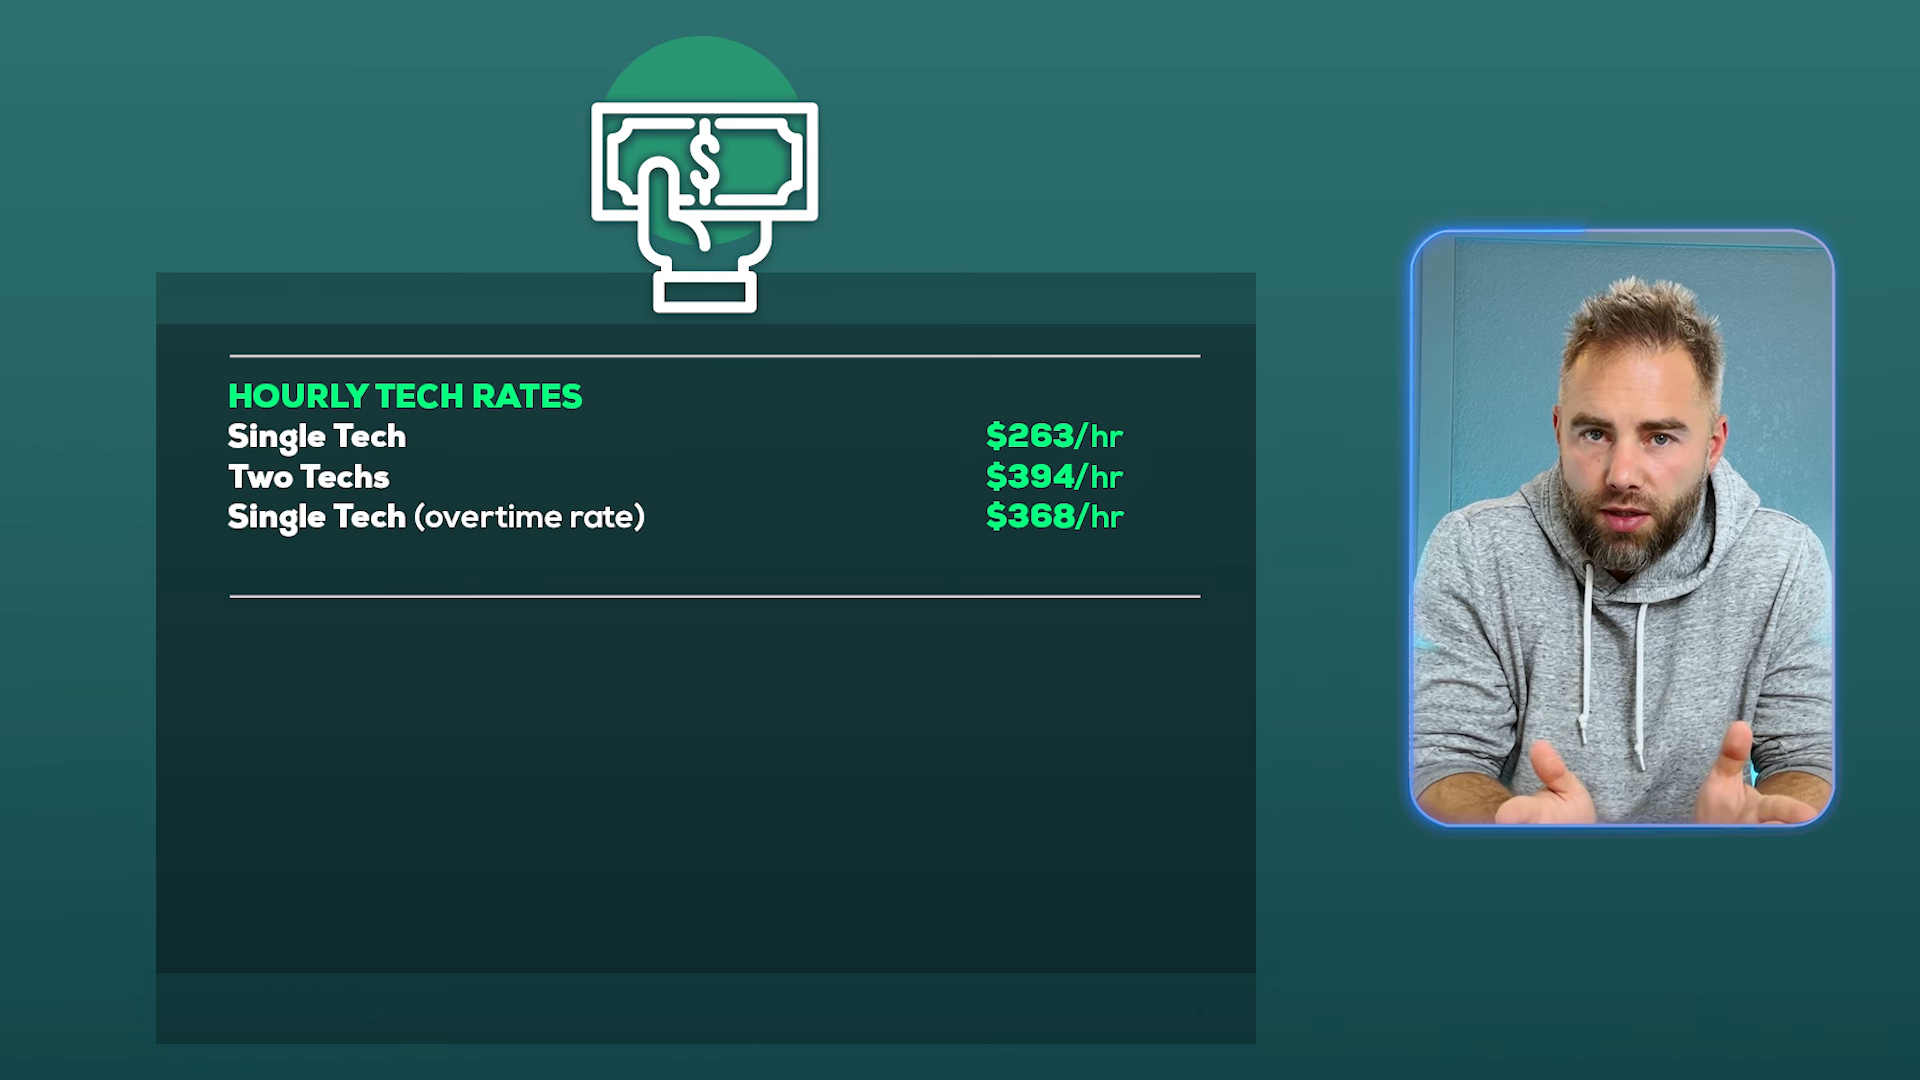 HOURLY TECH RATES
Single Tech $263/hr
Two Techs $394/hr
Single Tech (overtime rate) $368/hr